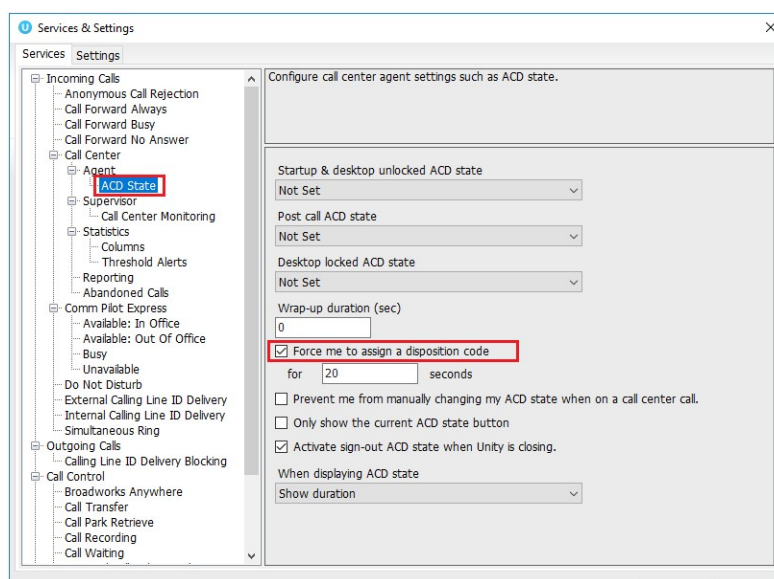 Services & Settings
Services Settings
Incoming Calls
Anonymous Call Rejection
Call Forward Always
Call Forward Busy
Call Forward No Answer
Call Center
Agent
ACD State
Supervisor
Call Center Monitoring
Statistics
Columns
Threshold Alerts
Reporting
Abandoned Calls
Comm Pilot Express
Available: In Office
Available: Out Of Office
Busy
Unavailable
Do Not Disturb
External Calling Line ID Delivery
Internal Calling Line ID Delivery
Simultaneous Ring
Outgoing Calls
Calling Line ID Delivery Blocking
Call Control
Broadworks Anywhere
Call Transfer
Call Park Retrieve
Call Recording
Call Waiting
Configure call center agent settings such as ACD state.
Startup & desktop unlocked ACD state
Not Set
Post call ACD state
Not Set
Desktop locked ACD state
Not Set
Wrap-up duration (sec)
0
Force me to assign a disposition code
for 20 seconds
Prevent me from manually changing my ACD state when on a call center call.
Only show the current ACD state button
Activate sign-out ACD state when Unity is closing.
When displaying ACD state
Show duration